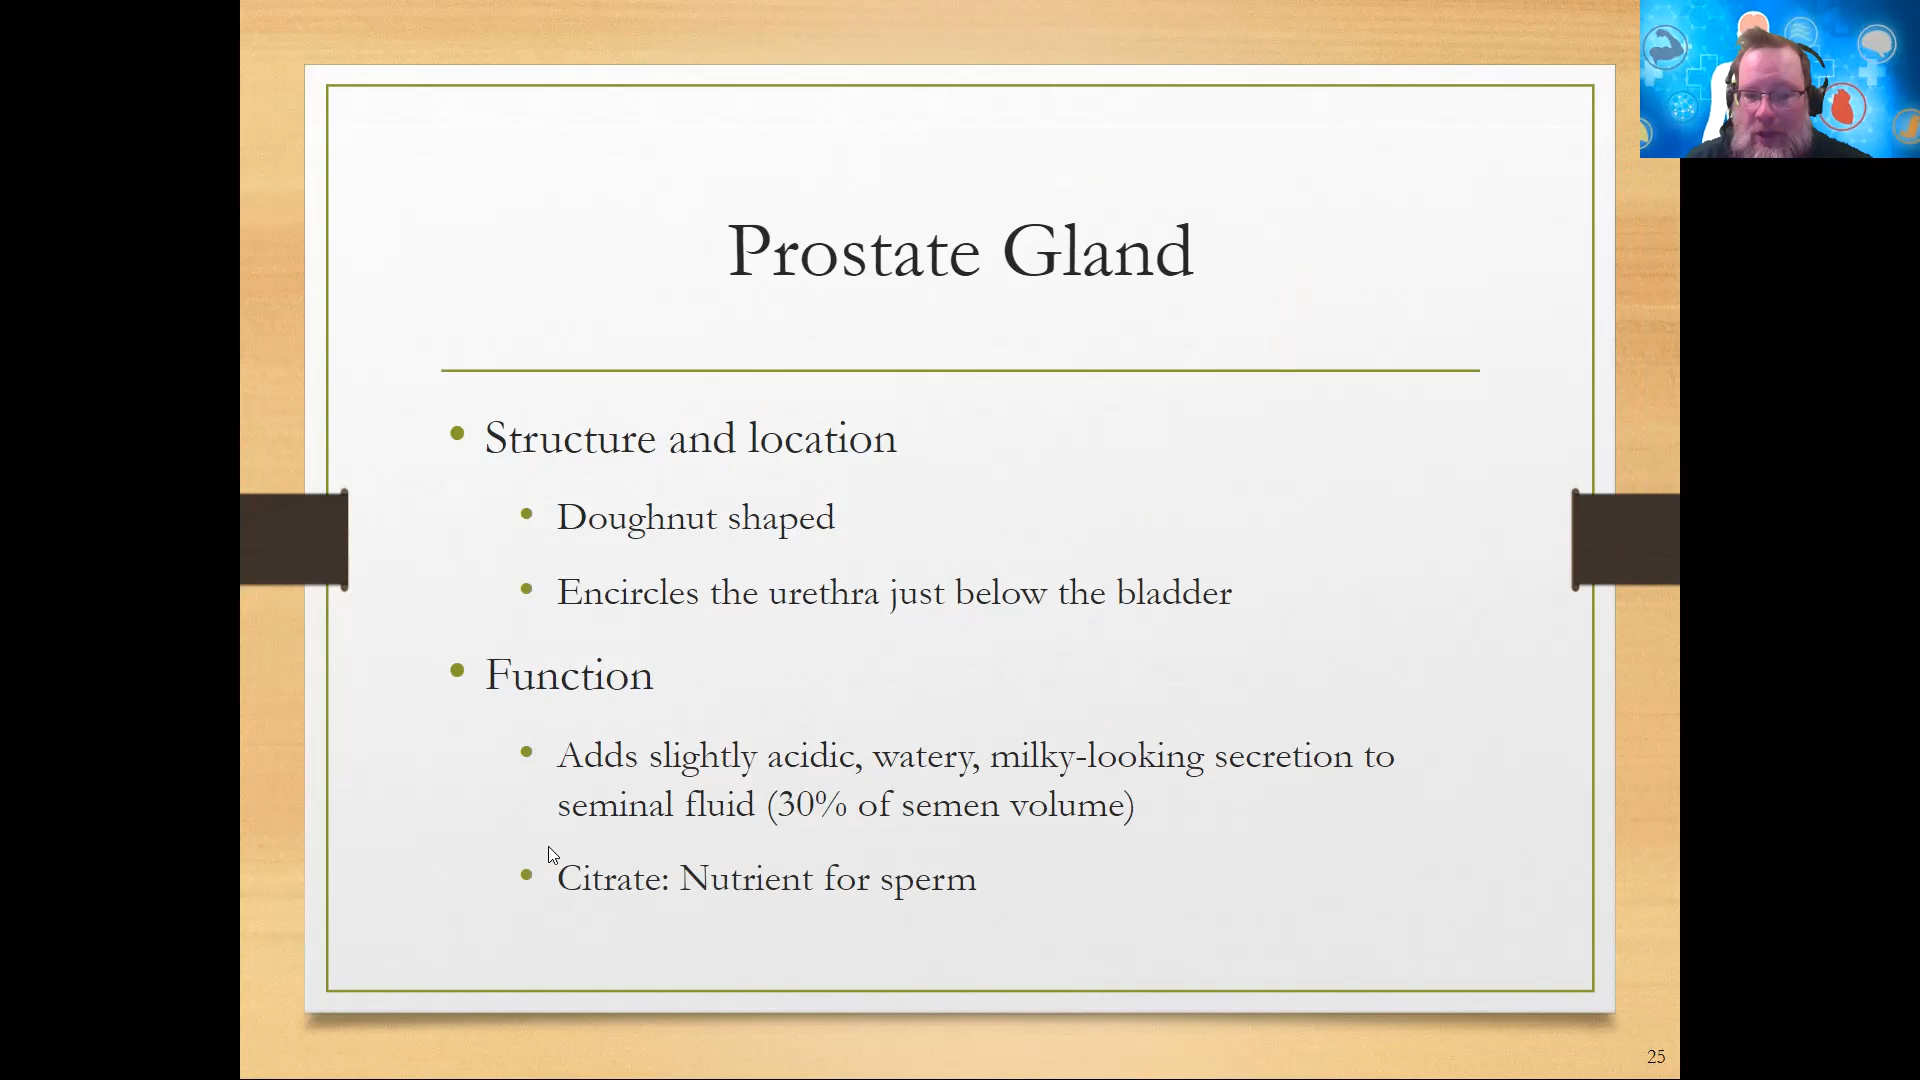 Prostate Gland
• Structure and location
• Doughnut shaped
• Encircles the urethra just below the bladder
• Function
• Adds slightly acidic, watery, milky-looking secretion to
seminal fluid (30% of semen volume)
• Citrate: Nutrient for sperm
25